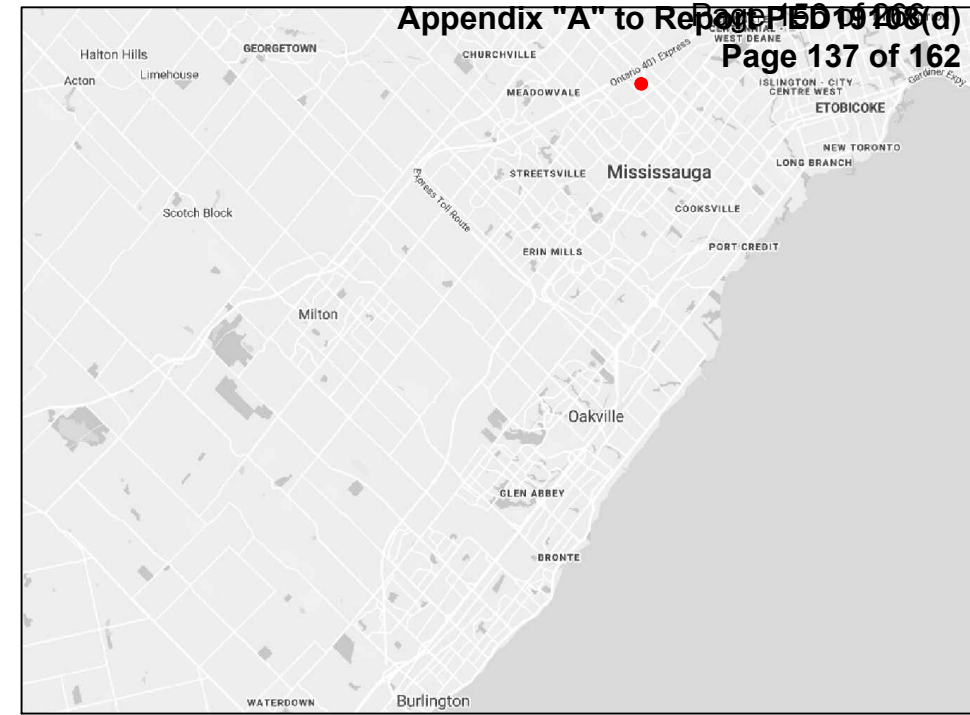 Appendix "A" to Report PED19108(d)
Page 137 of 162
WEST DEANE
Halton Hills
GEORGETOWN
CHURCHVILLE
Acton
Limehouse
Ontario 401 Express
MEADOWVALE
ISLINGTON - CITY
CENTRE WEST
Gardiner Expy
ETOBICOKE
NEW TORONTO
LONG BRANCH
STREETSVILLE
Mississauga
Express Toll Route
Scotch Block
COOKSVILLE
ERIN MILLS
PORT CREDIT
Milton
Oakville
GLEN ABBEY
BRONTE
WATERDOWN
Burlington